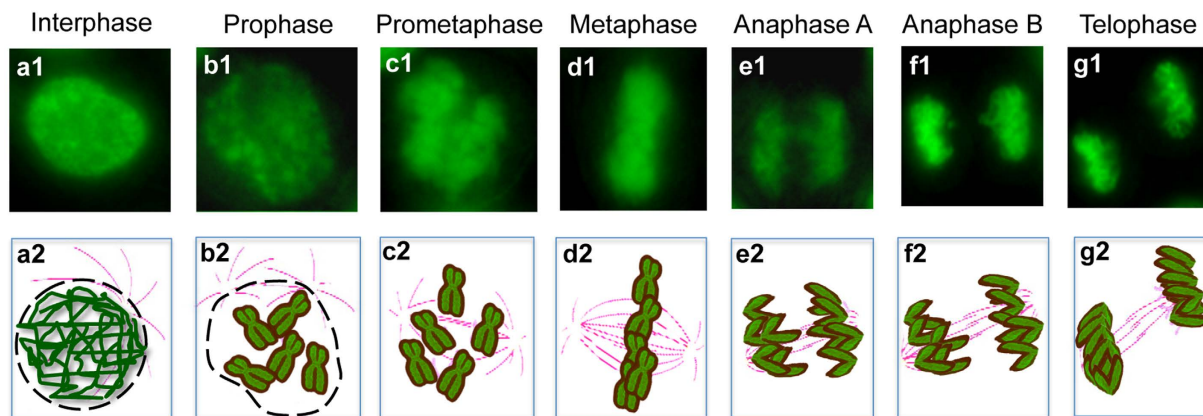 Interphase Prophase Prometaphase Metaphase Anaphase A Anaphase B Telophase
a1 b1 c1 d1 e1 f1 g1
a2 b2 c2 d2 e2 f2 g2